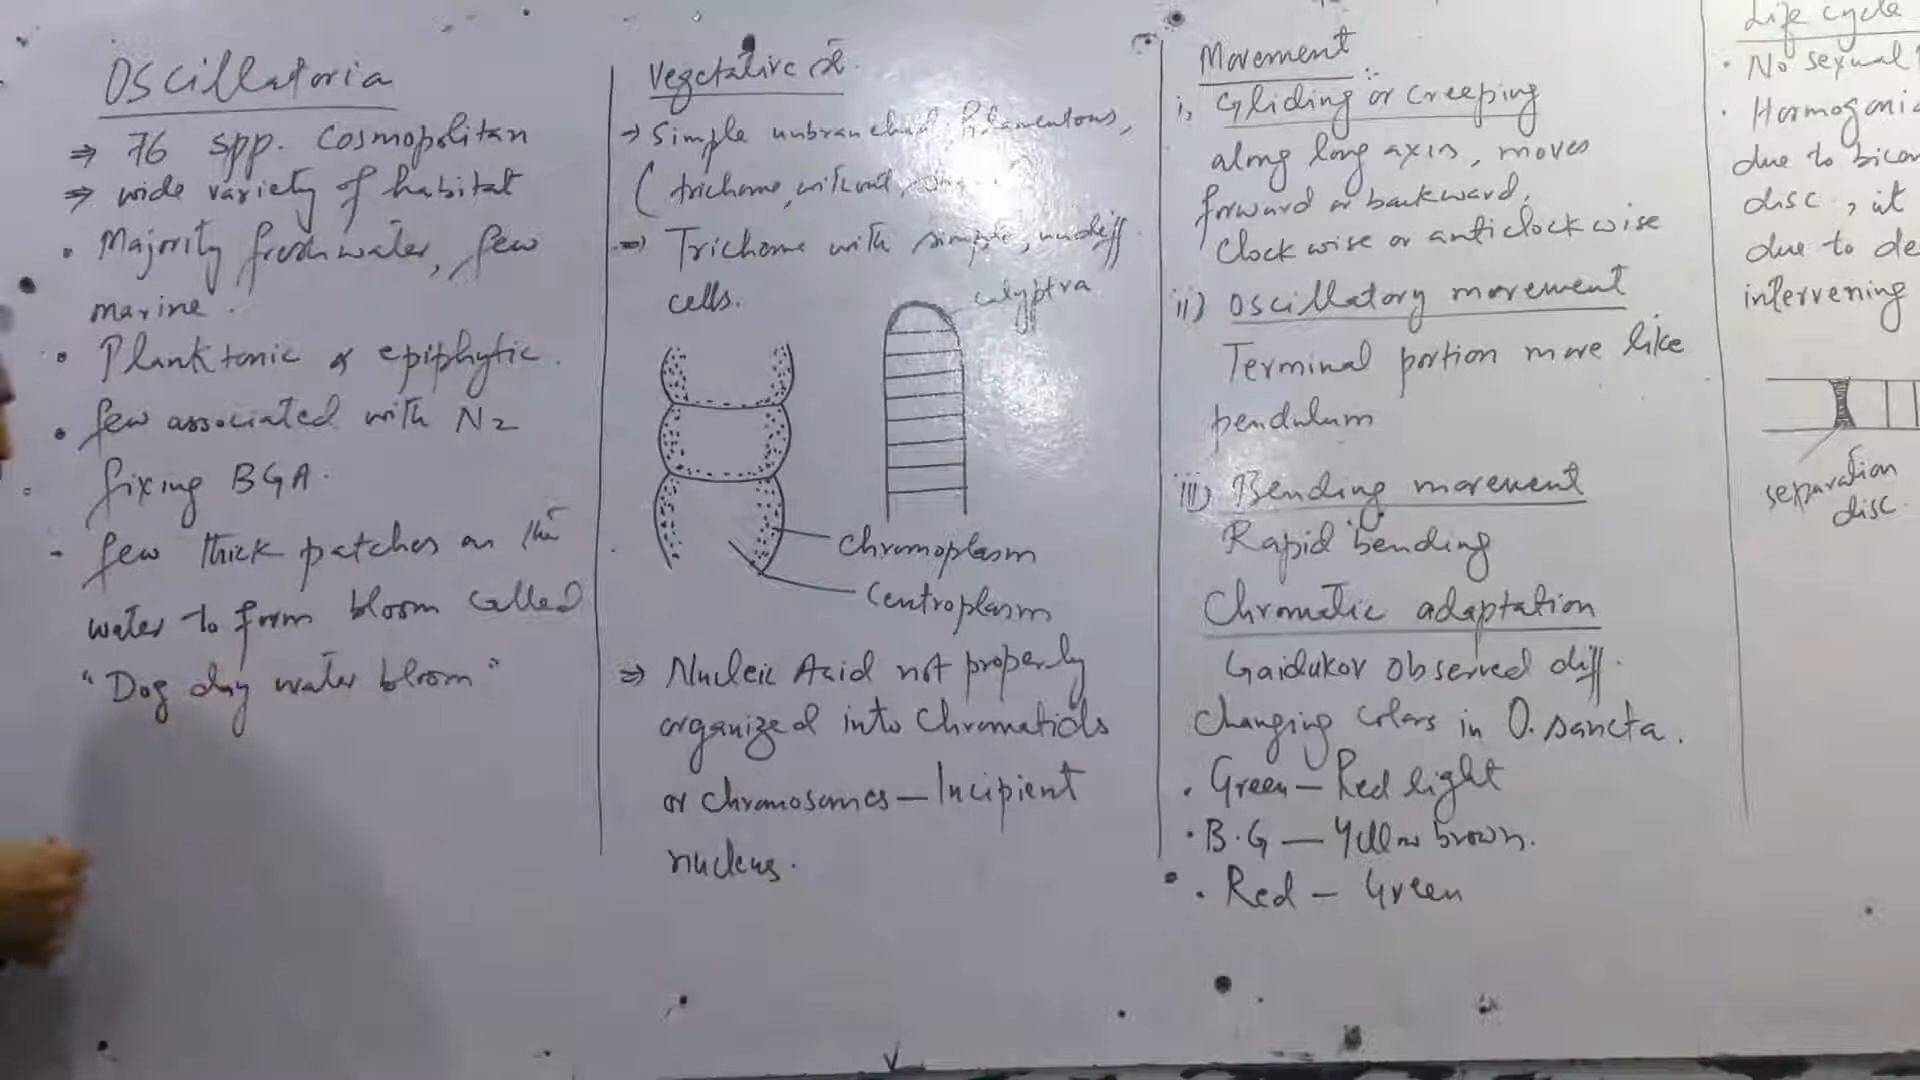 Oscillatoria
⇒ 76 spp. Cosmopolitan
⇒ wide variety of habitat
• Majority freshwater, few
marine.
• Planktonic & epiphytic.
• few associated with N2
fixing BGA.
- few thick patches on the
water to form bloom called
"Dog day water bloom"
Vegetative
→ Simple unbranched filamentous,
(trichome, without
⇒ Trichome with simple, undiff
cells.
calyptra
chromoplasm
Centroplasm
⇒ Nucleic Acid not properly
organized into Chromatids
or chromosomes – Incipient
nucleus.
Movement:
i, Gliding or creeping
along long axis, moves
forward or backward,
Clockwise or anticlockwise
ii) Oscillatory movement
Terminal portion move like
pendulum
iii) Bending movement
Rapid bending
Chromatic adaptation
Gaidukov observed diff.
changing colors in O. sancta.
• Green – Red light
• B.G – Yellow brown.
• Red – Green
Life cycle
• No sexual
• Hormogoni
due to bicon
disc, it
due to de
intervening
separation
disc.